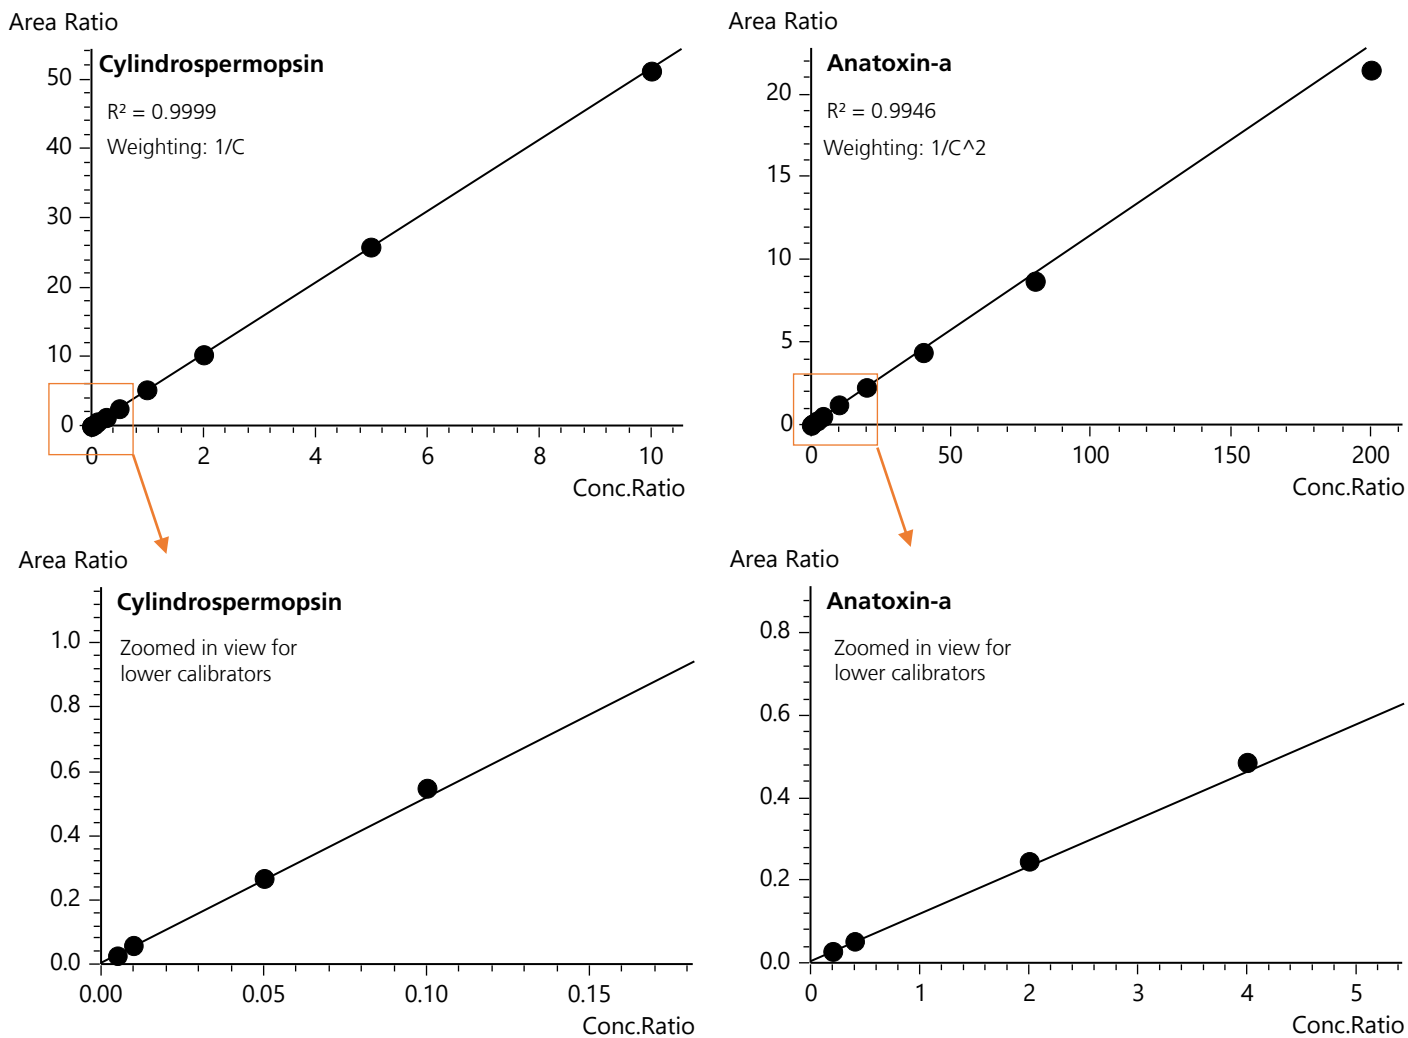 Area Ratio
Cylindrospermopsin
R² = 0.9999
Weighting: 1/C
50
40
30
20
10
0
0 2 4 6 8 10
Conc.Ratio
Area Ratio
Anatoxin-a
R² = 0.9946
Weighting: 1/C^2
20
15
10
5
0
0 50 100 150 200
Conc.Ratio
Area Ratio
Cylindrospermopsin
Zoomed in view for
lower calibrators
1.0
0.8
0.6
0.4
0.2
0.0
0.00 0.05 0.10 0.15
Conc.Ratio
Area Ratio
Anatoxin-a
Zoomed in view for
lower calibrators
0.8
0.6
0.4
0.2
0.0
0 1 2 3 4 5
Conc.Ratio